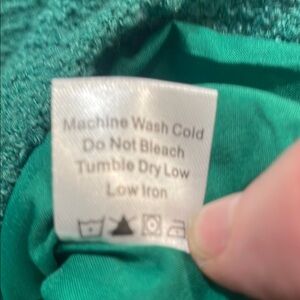 Machine Wash Cold
Do Not Bleach
Tumble Dry Low
Low Iron